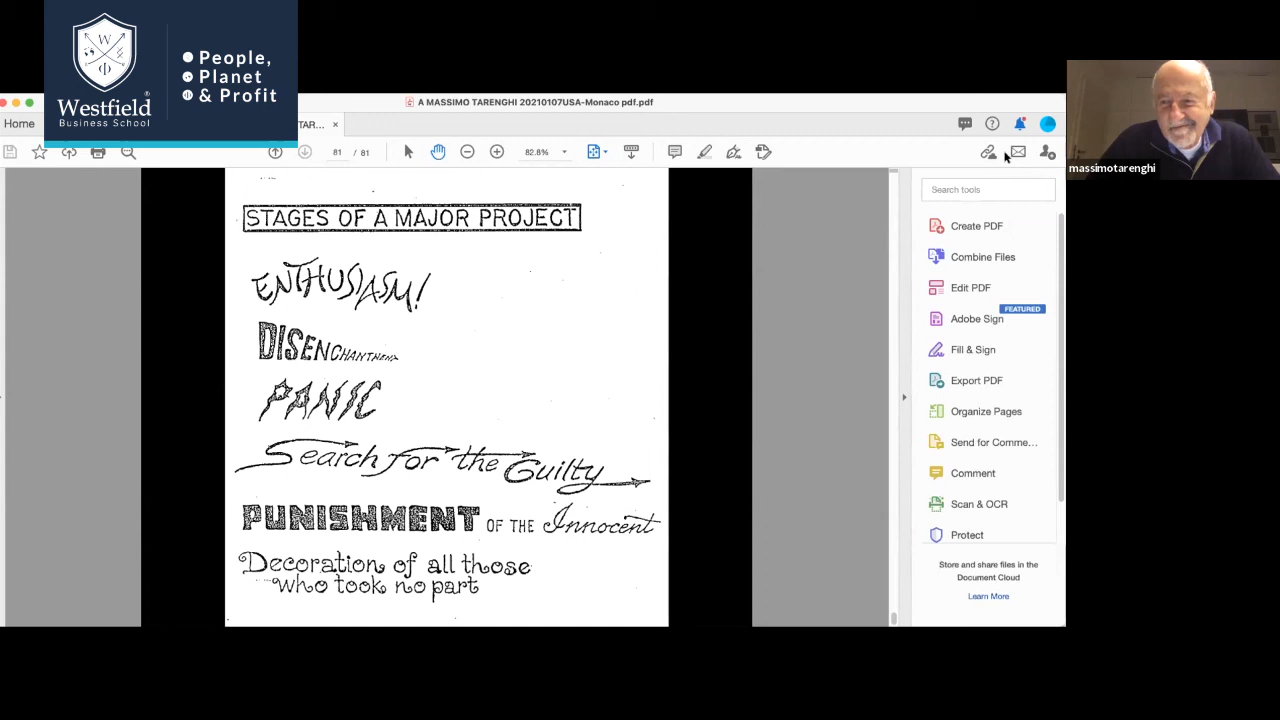 W
Westfield®
Business School
People,
Planet
& Profit
A MASSIMO TARENGHI 20210107USA-Monaco pdf.pdf
Home
TAR... ×
81 / 81
82.8%
massimotarenghi
STAGES OF A MAJOR PROJECT
ENTHUSIASM!
DISENCHANTMENT
PANIC
Search for the Guilty
PUNISHMENT OF THE Innocent
Decoration of all those
who took no part
Search tools
Create PDF
Combine Files
Edit PDF
FEATURED
Adobe Sign
Fill & Sign
Export PDF
Organize Pages
Send for Comme...
Comment
Scan & OCR
Protect
Store and share files in the
Document Cloud
Learn More